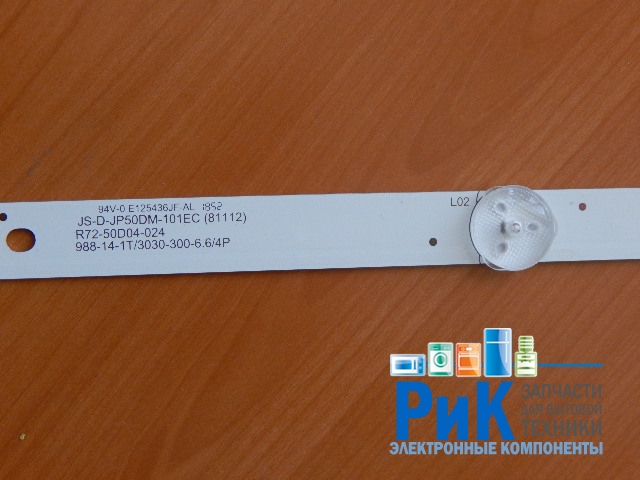 94V-0 E125436JF-AL 1852
JS-D-JP50DM-101EC (81112)
R72-50D04-024
988-14-1T/3030-300-6.6/4P
L02
РиК
ЗАПЧАСТИ
ДЛЯ БЫТОВОЙ
ТЕХНИКИ
ЭЛЕКТРОННЫЕ КОМПОНЕНТЫ